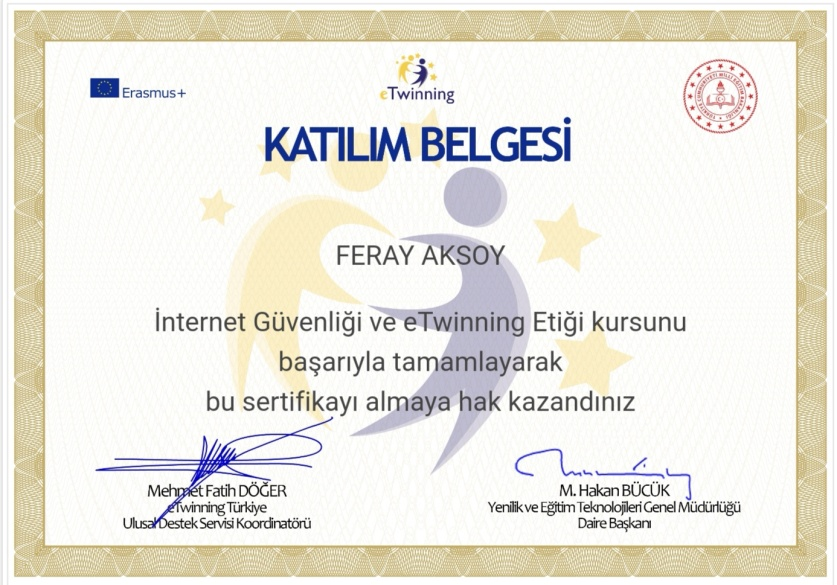 Erasmus+
eTwinning
KATILIM BELGESİ
FERAY AKSOY
İnternet Güvenliği ve eTwinning Etiği kursunu
başarıyla tamamlayarak
bu sertifikayı almaya hak kazandınız
Mehmet Fatih DÖĞER
eTwinning Türkiye
Ulusal Destek Servisi Koordinatörü
M. Hakan BÜCÜK
Yenilik ve Eğitim Teknolojileri Genel Müdürlüğü
Daire Başkanı